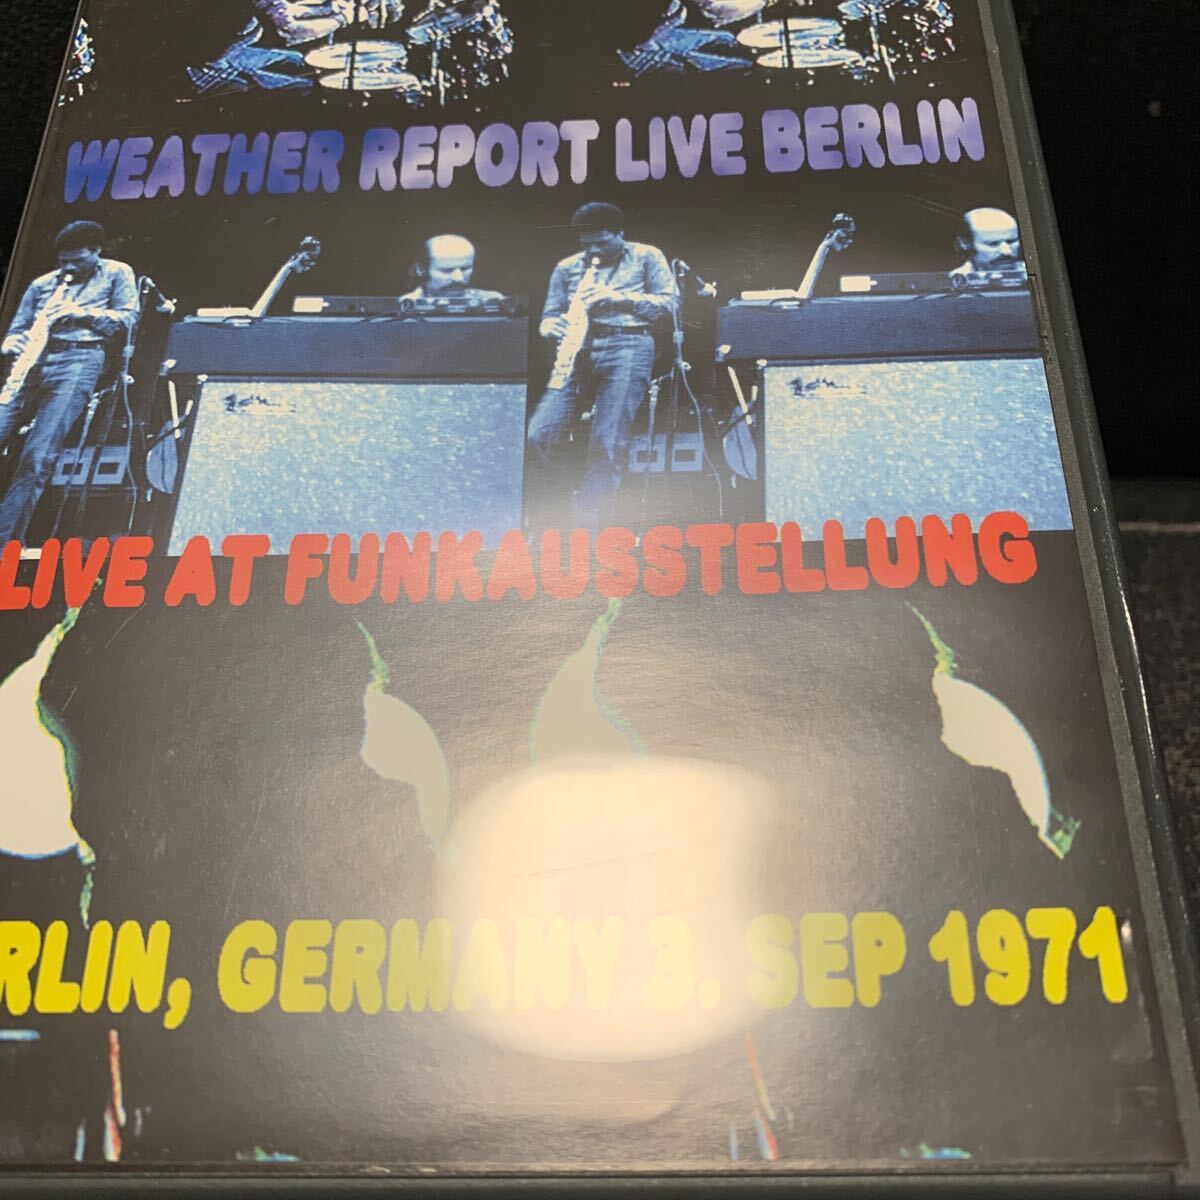 WEATHER REPORT LIVE BERLIN
LIVE AT FUNKAUSSTELLUNG
RLIN, GERMANY 3. SEP 1971